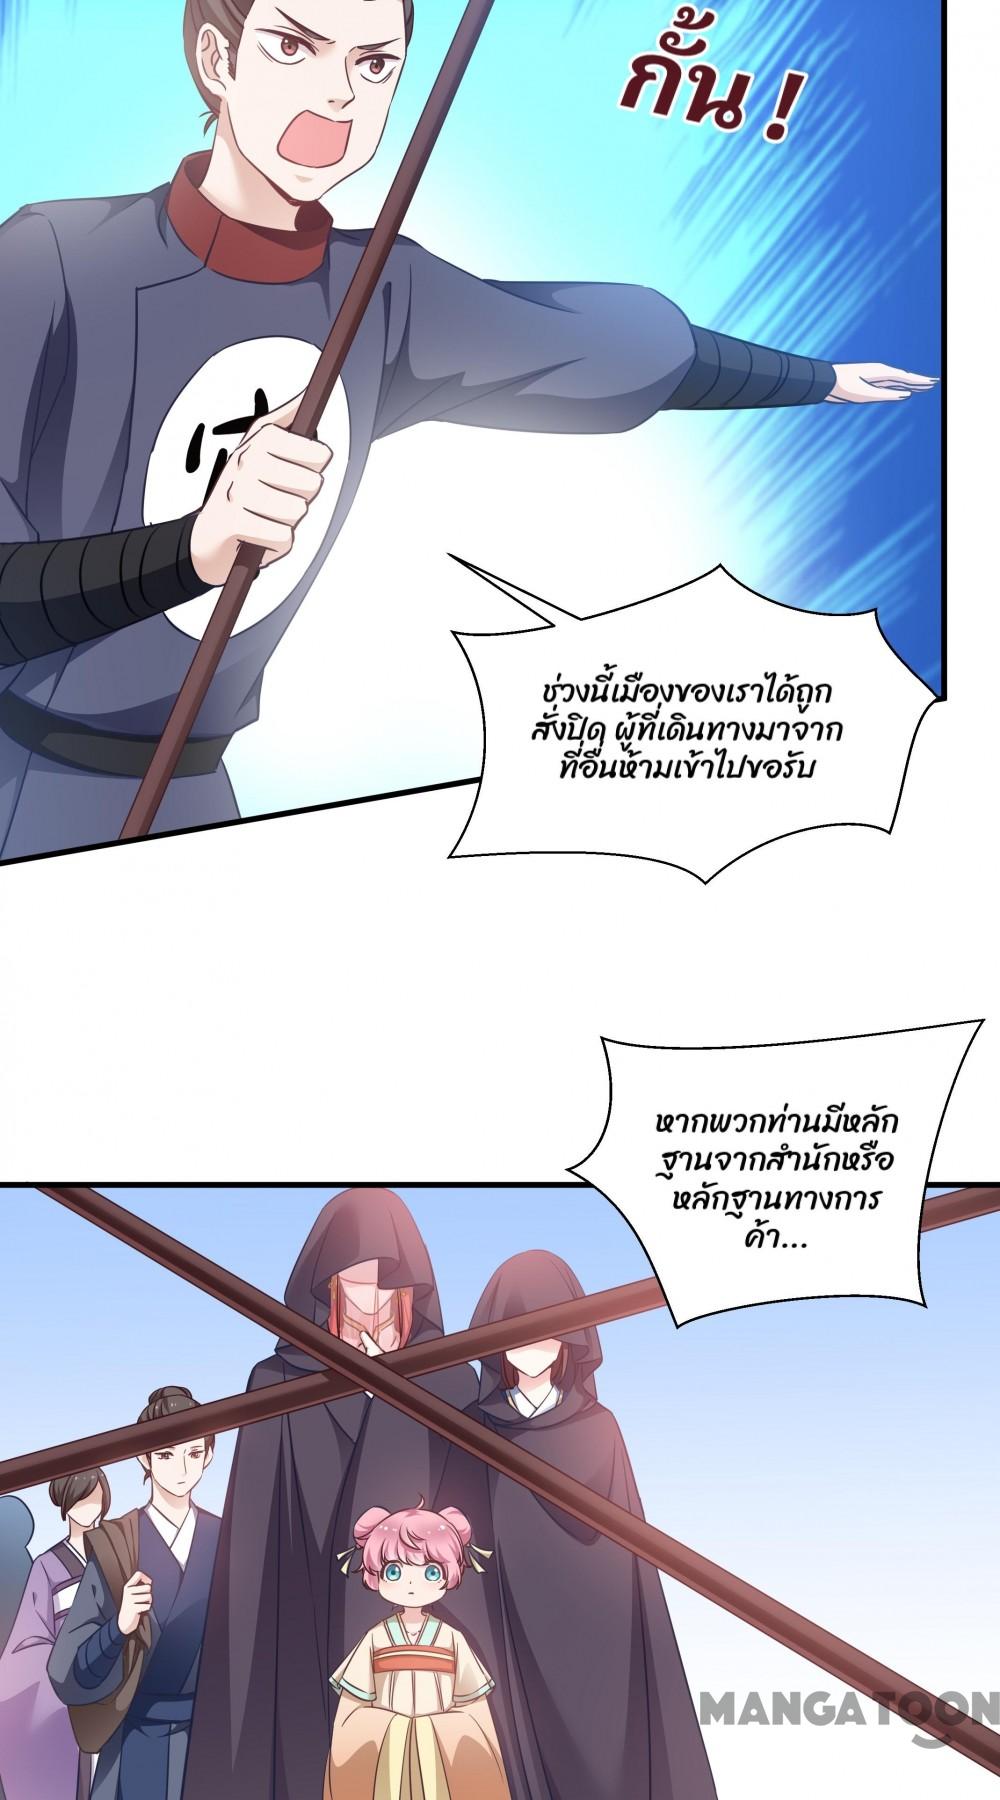 กั้น !
ช่วงนี้เมืองของเราได้ถูก
สั่งปิด ผู้ที่เดินทางมาจาก
ที่อื่นห้ามเข้าไปขอรับ
หากพวกท่านมีหลัก
ฐานจากสำนักหรือ
หลักฐานทางการ
ค้า...
MANGATOON